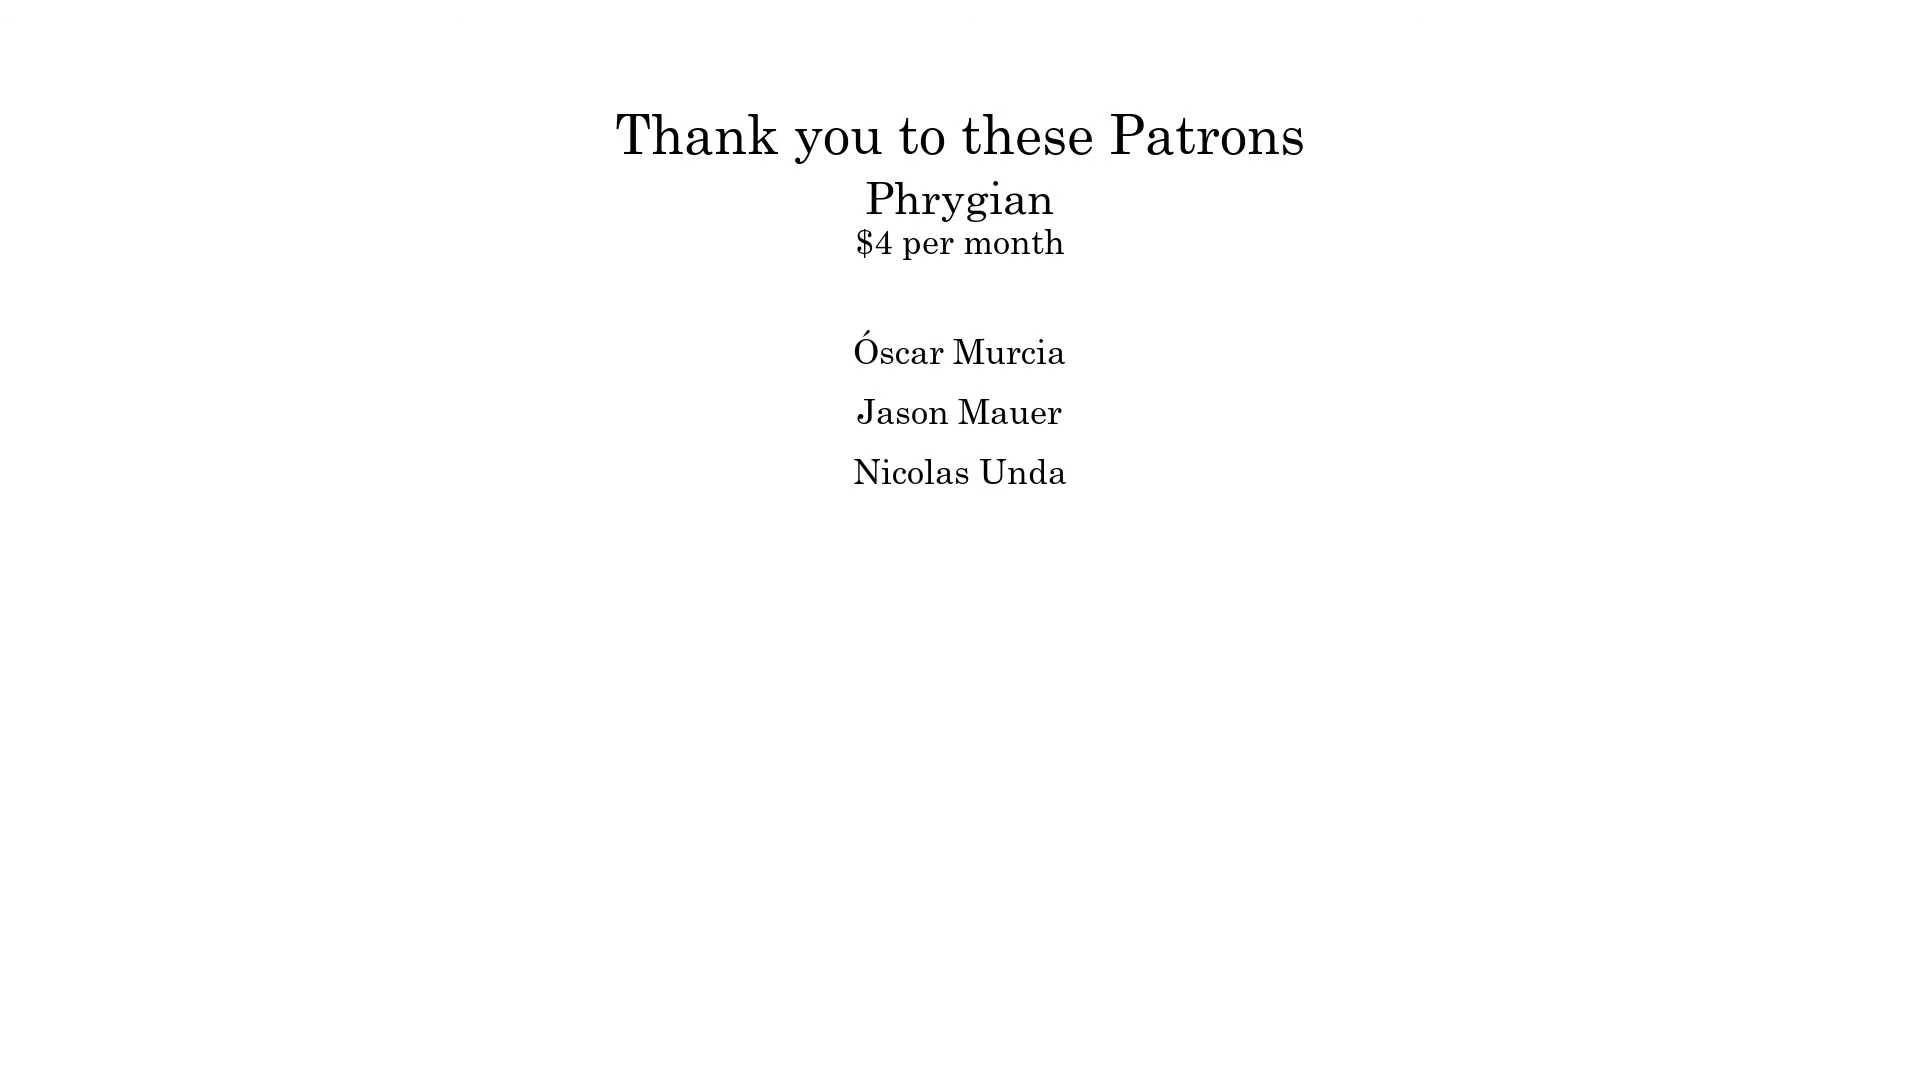 Thank you to these Patrons
Phrygian
$4 per month
Óscar Murcia
Jason Mauer
Nicolas Unda